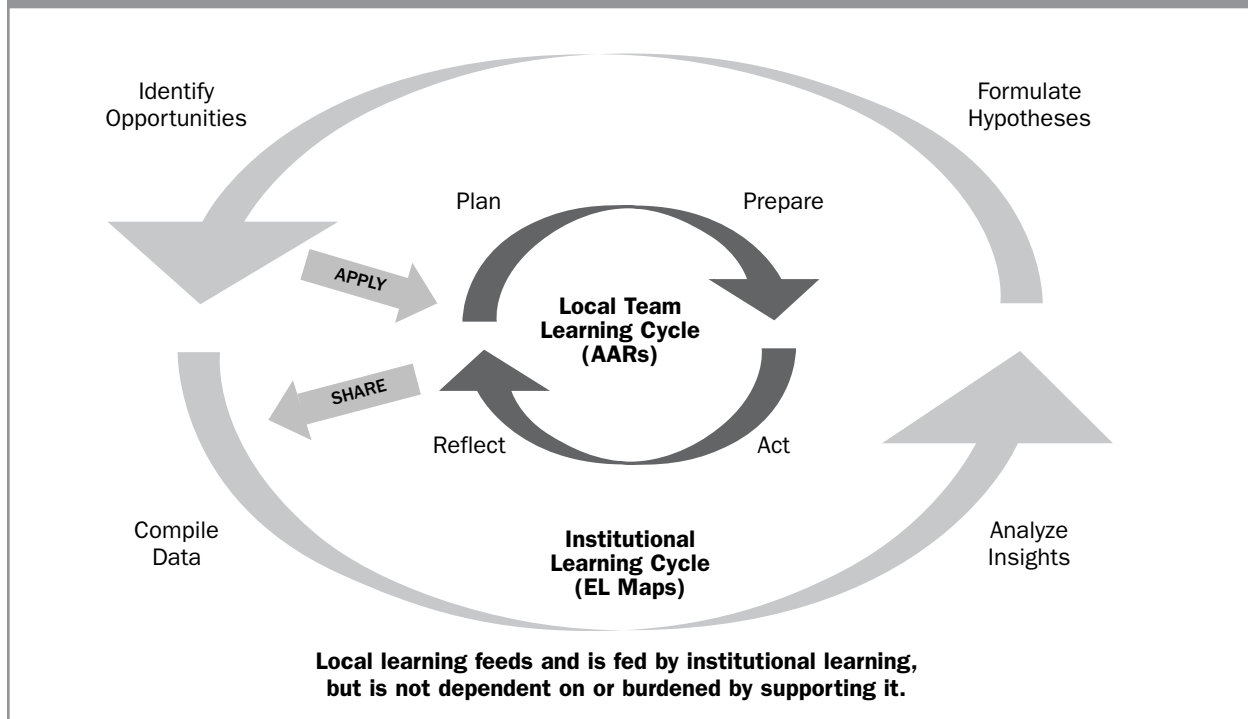 Identify
Opportunities
Formulate
Hypotheses
Plan
Prepare
APPLY
Local Team
Learning Cycle
(AARs)
SHARE
Reflect
Act
Compile
Data
Institutional
Learning Cycle
(EL Maps)
Analyze
Insights
Local learning feeds and is fed by institutional learning,
but is not dependent on or burdened by supporting it.